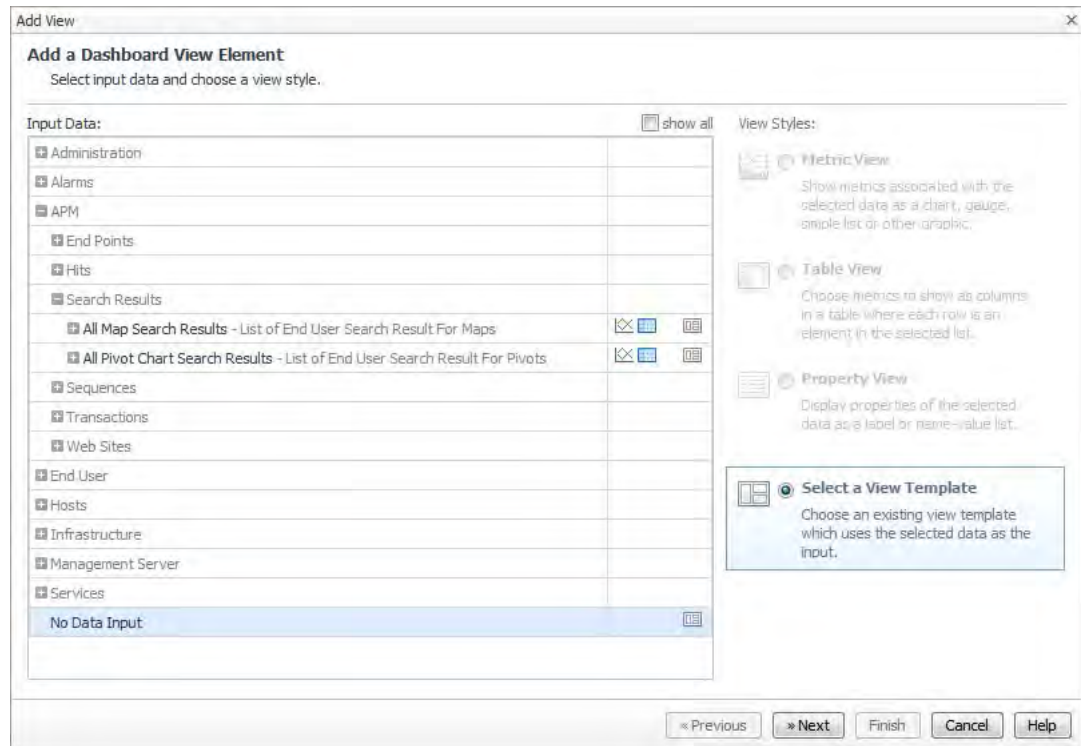 Add View
Add a Dashboard View Element
Select input data and choose a view style.
Input Data:
show all
Administration
Alarms
APM
End Points
Hits
Search Results
All Map Search Results - List of End User Search Result For Maps
All Pivot Chart Search Results - List of End User Search Result For Pivots
Sequences
Transactions
Web Sites
End User
Hosts
Infrastructure
Management Server
Services
No Data Input
View Styles:
Metric View
Show metrics associated with the
selected data as a chart, gauge,
simple list or other graphic.
Table View
Choose metrics to show as columns
in a table where each row is an
element in the selected list.
Property View
Display properties of the selected
data as a label or name-value list.
Select a View Template
Choose an existing view template
which uses the selected data as the
input.
« Previous
» Next
Finish
Cancel
Help